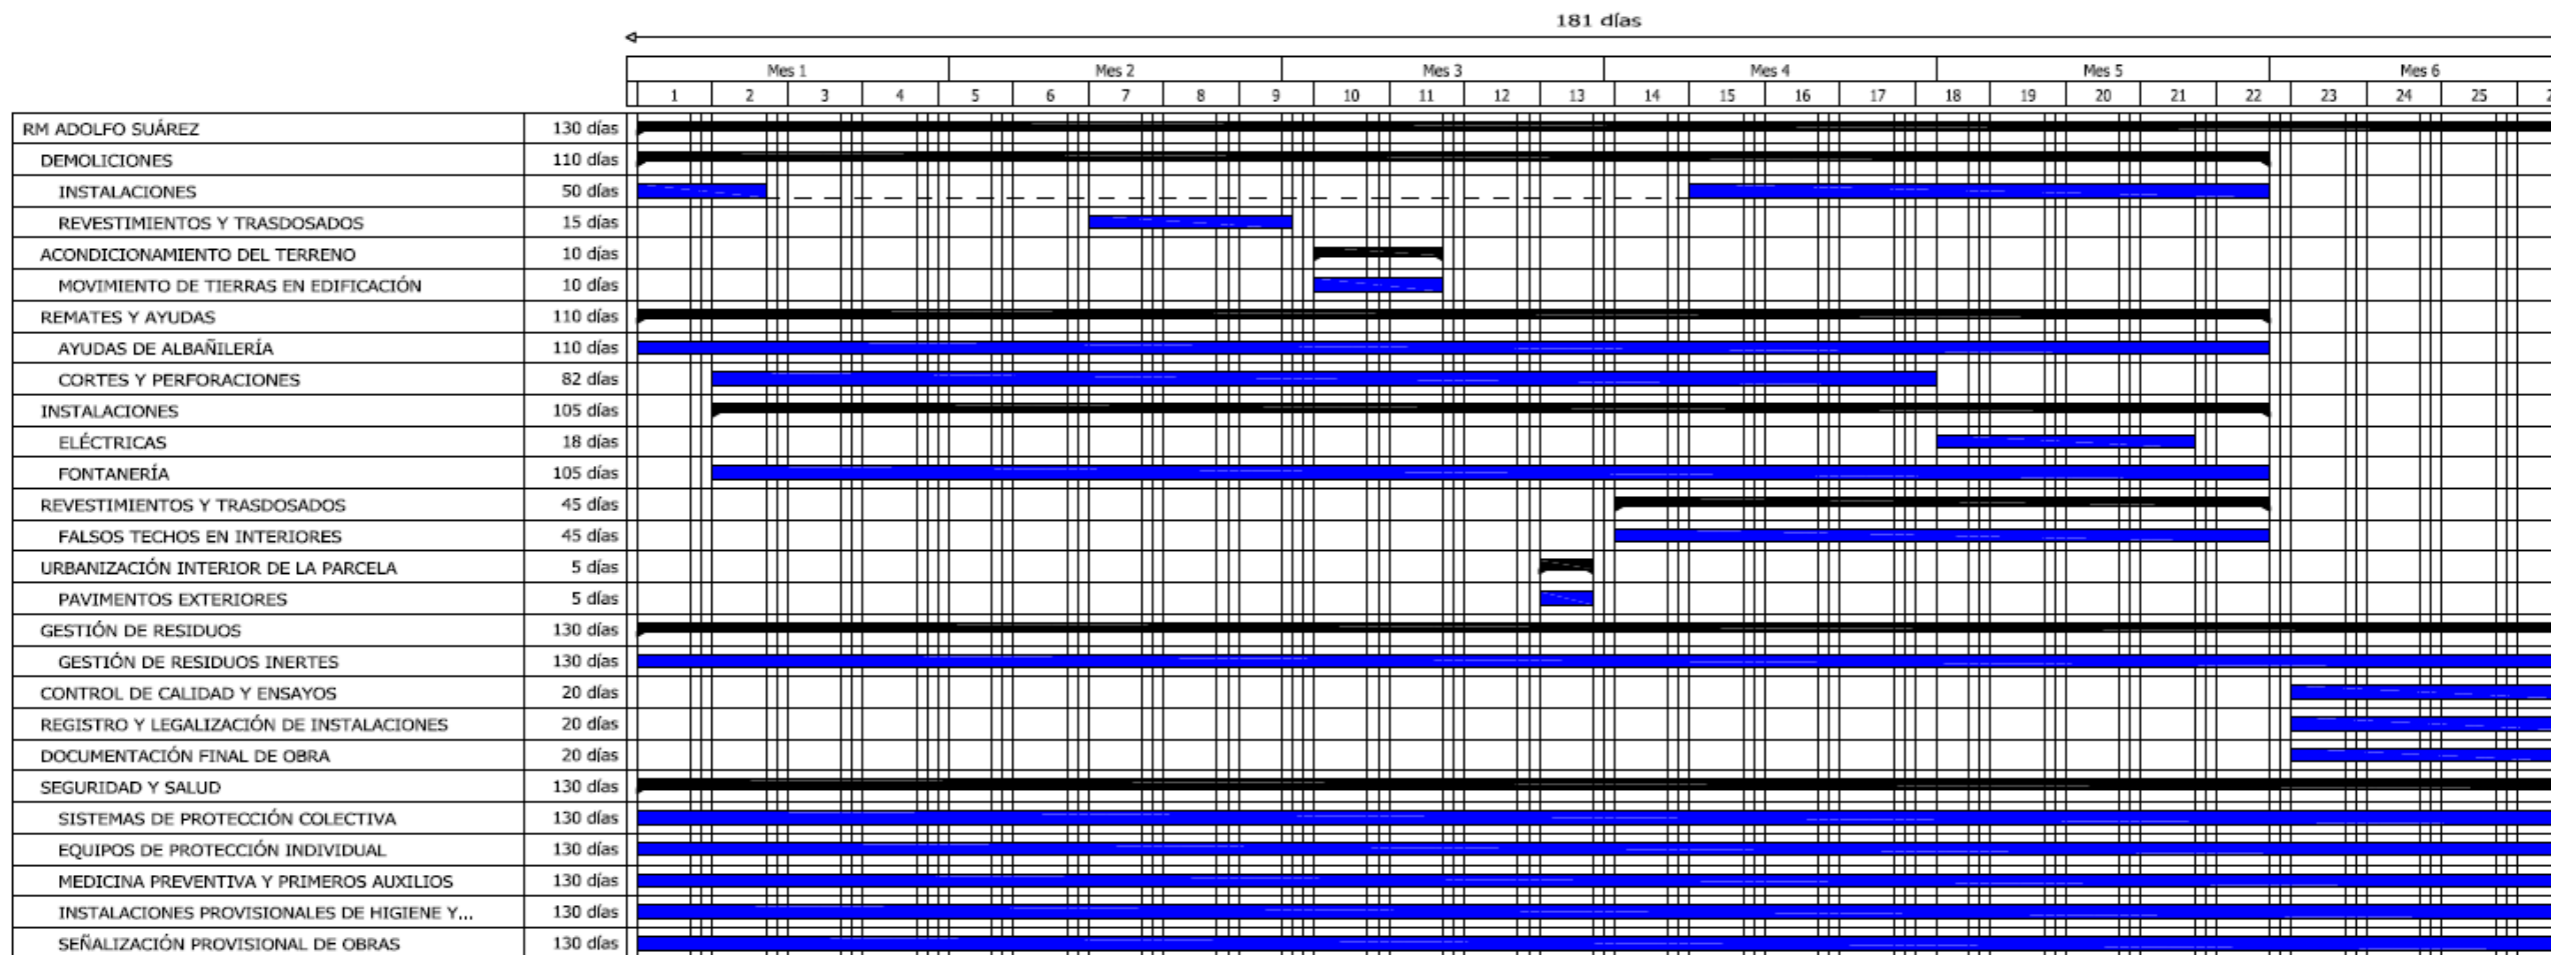 181 días
Mes 1 Mes 2 Mes 3 Mes 4 Mes 5 Mes 6
1 2 3 4 5 6 7 8 9 10 11 12 13 14 15 16 17 18 19 20 21 22 23 24 25
RM ADOLFO SUÁREZ 130 días
DEMOLICIONES 110 días
INSTALACIONES 50 días
REVESTIMIENTOS Y TRASDOSADOS 15 días
ACONDICIONAMIENTO DEL TERRENO 10 días
MOVIMIENTO DE TIERRAS EN EDIFICACIÓN 10 días
REMATES Y AYUDAS 110 días
AYUDAS DE ALBAÑILERÍA 110 días
CORTES Y PERFORACIONES 82 días
INSTALACIONES 105 días
ELÉCTRICAS 18 días
FONTANERÍA 105 días
REVESTIMIENTOS Y TRASDOSADOS 45 días
FALSOS TECHOS EN INTERIORES 45 días
URBANIZACIÓN INTERIOR DE LA PARCELA 5 días
PAVIMENTOS EXTERIORES 5 días
GESTIÓN DE RESIDUOS 130 días
GESTIÓN DE RESIDUOS INERTES 130 días
CONTROL DE CALIDAD Y ENSAYOS 20 días
REGISTRO Y LEGALIZACIÓN DE INSTALACIONES 20 días
DOCUMENTACIÓN FINAL DE OBRA 20 días
SEGURIDAD Y SALUD 130 días
SISTEMAS DE PROTECCIÓN COLECTIVA 130 días
EQUIPOS DE PROTECCIÓN INDIVIDUAL 130 días
MEDICINA PREVENTIVA Y PRIMEROS AUXILIOS 130 días
INSTALACIONES PROVISIONALES DE HIGIENE Y... 130 días
SEÑALIZACIÓN PROVISIONAL DE OBRAS 130 días